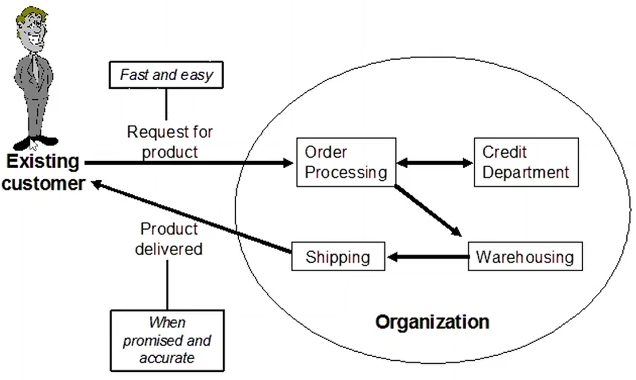 Fast and easy
Request for
product
Existing
customer
Order
Processing
Credit
Department
Product
delivered
Shipping
Warehousing
When
promised and
accurate
Organization